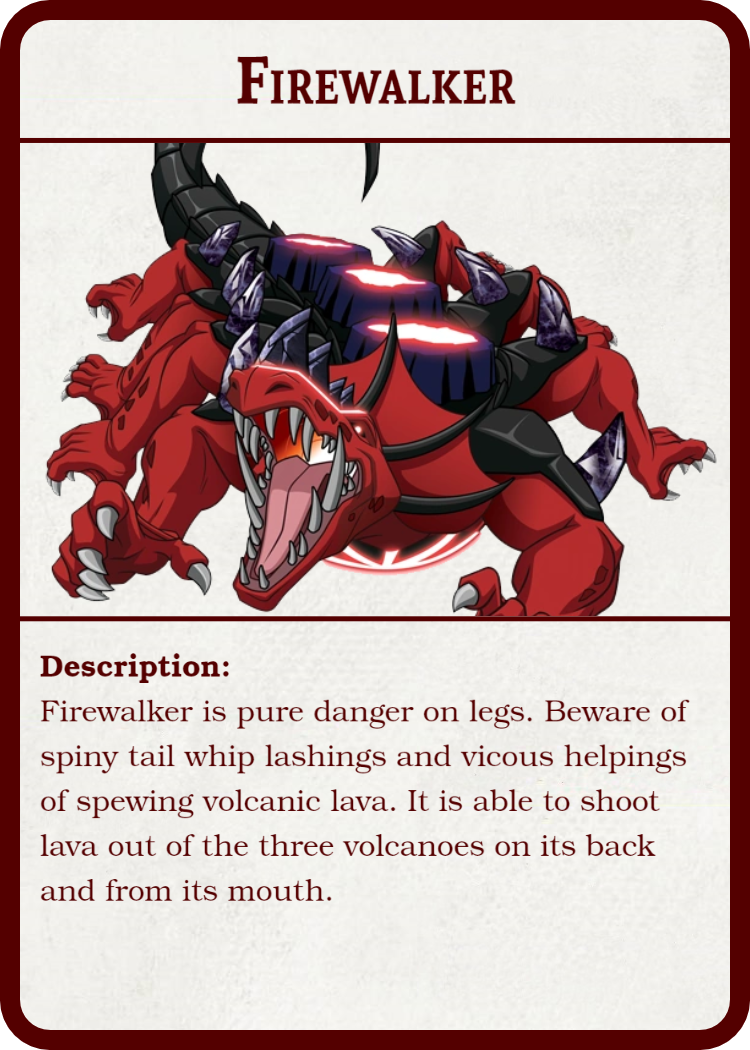 Firewalker
Description:
Firewalker is pure danger on legs. Beware of
spiny tail whip lashings and vicous helpings
of spewing volcanic lava. It is able to shoot
lava out of the three volcanoes on its back
and from its mouth.